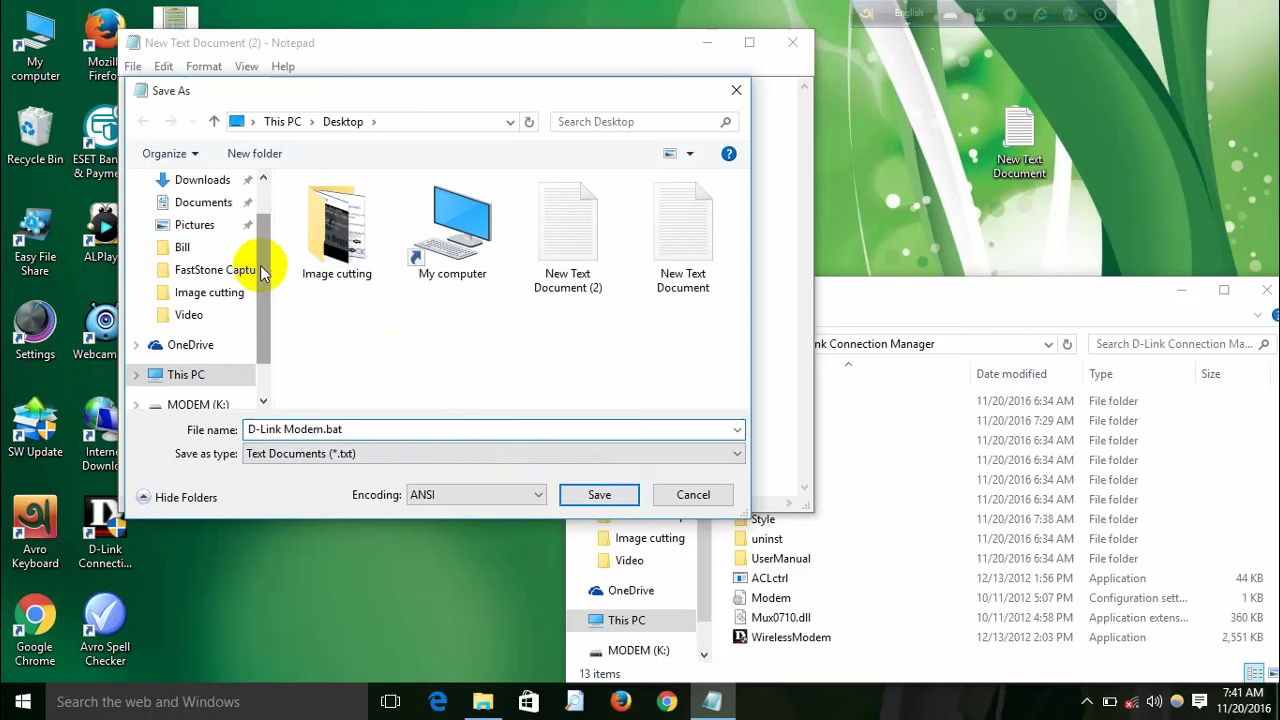 My
computer
Mozil
Firefo
Recycle Bin
ESET Ban
& Payme
Easy File
Share
ALPlay
Settings
Webcam
SW Update
Intern
Downl
Avro
Keyboard
D-Link
Connecti...
Google
Chrome
Avro Spell
Checker
New Text Document (2) - Notepad
File Edit Format View Help
Save As
This PC
Desktop
Search Desktop
Organize
New folder
Downloads
Documents
Pictures
Bill
FastStone Captu
Image cutting
Video
OneDrive
This PC
MODEM (K:)
Image cutting
My computer
New Text
Document (2)
New Text
Document
File name: D-Link Modem.bat
Save as type: Text Documents (*.txt)
Hide Folders
Encoding: ANSI
Save
Cancel
English
New Text
Document
nk Connection Manager
Search D-Link Connection Ma...
Date modified Type Size
11/20/2016 6:34 AM File folder
11/20/2016 7:29 AM File folder
11/20/2016 6:34 AM File folder
11/20/2016 6:34 AM File folder
11/20/2016 6:34 AM File folder
11/20/2016 6:34 AM File folder
Style 11/20/2016 7:38 AM File folder
uninst 11/20/2016 6:34 AM File folder
UserManual 11/20/2016 6:34 AM File folder
ACLctrl 12/13/2012 1:56 PM Application 44 KB
Modem 10/11/2012 5:07 PM Configuration sett... 1 KB
Mux0710.dll 10/11/2012 4:58 PM Application extens... 360 KB
WirelessModem 12/13/2012 2:03 PM Application 2,551 KB
Image cutting
Video
OneDrive
This PC
MODEM (K:)
13 items
Search the web and Windows
7:41 AM
11/20/2016